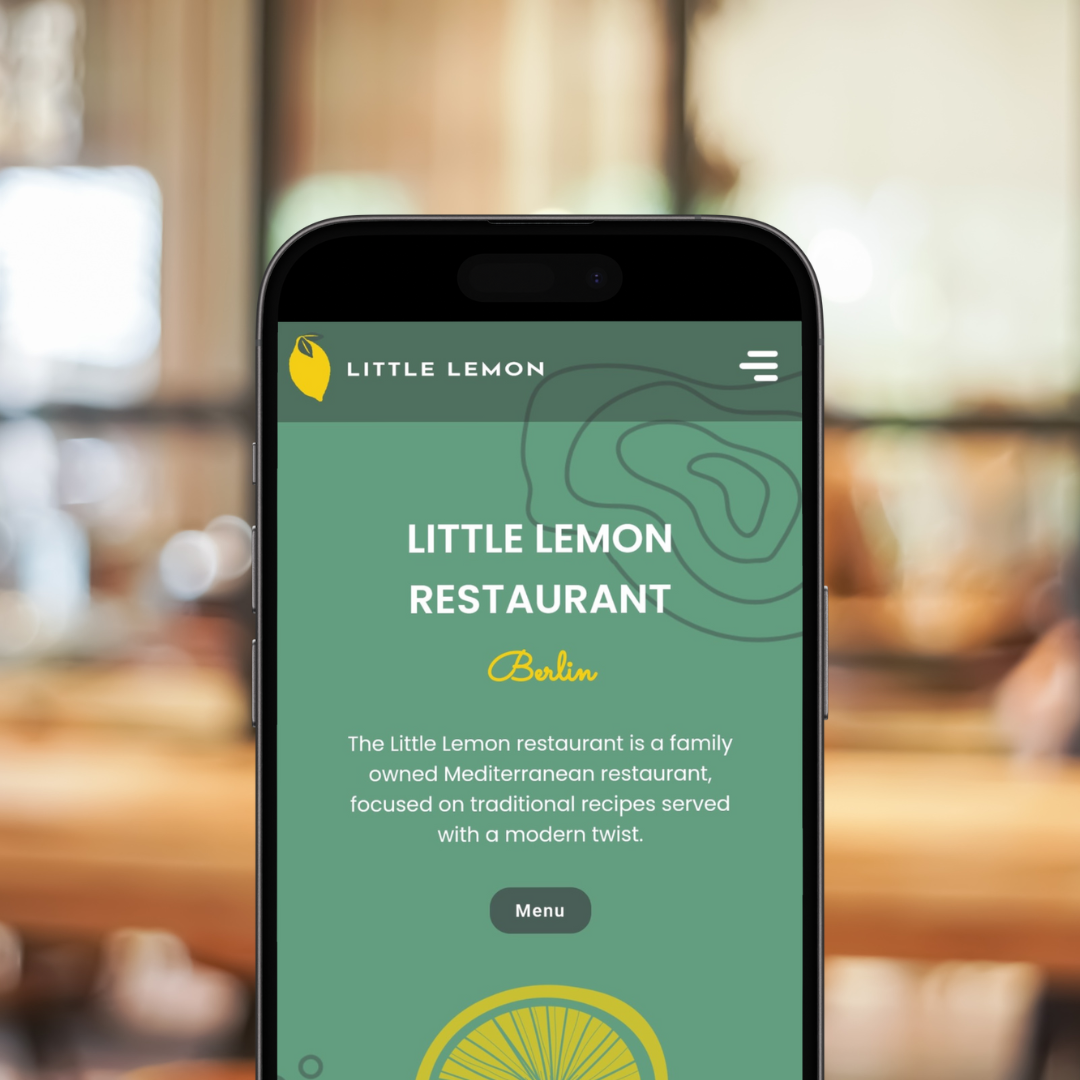 LITTLE LEMON
LITTLE LEMON
RESTAURANT
Berlin
The Little Lemon restaurant is a family
owned Mediterranean restaurant,
focused on traditional recipes served
with a modern twist.
Menu